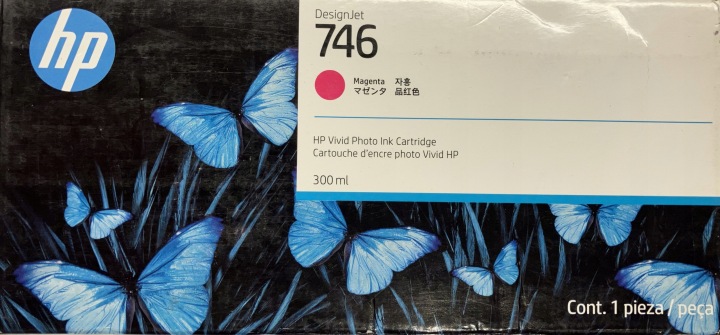 hp
DesignJet
746
Magenta 자홍
マゼンタ 品红色
HP Vivid Photo Ink Cartridge
Cartouche d'encre photo Vivid HP
300 ml
Cont. 1 pieza / peça